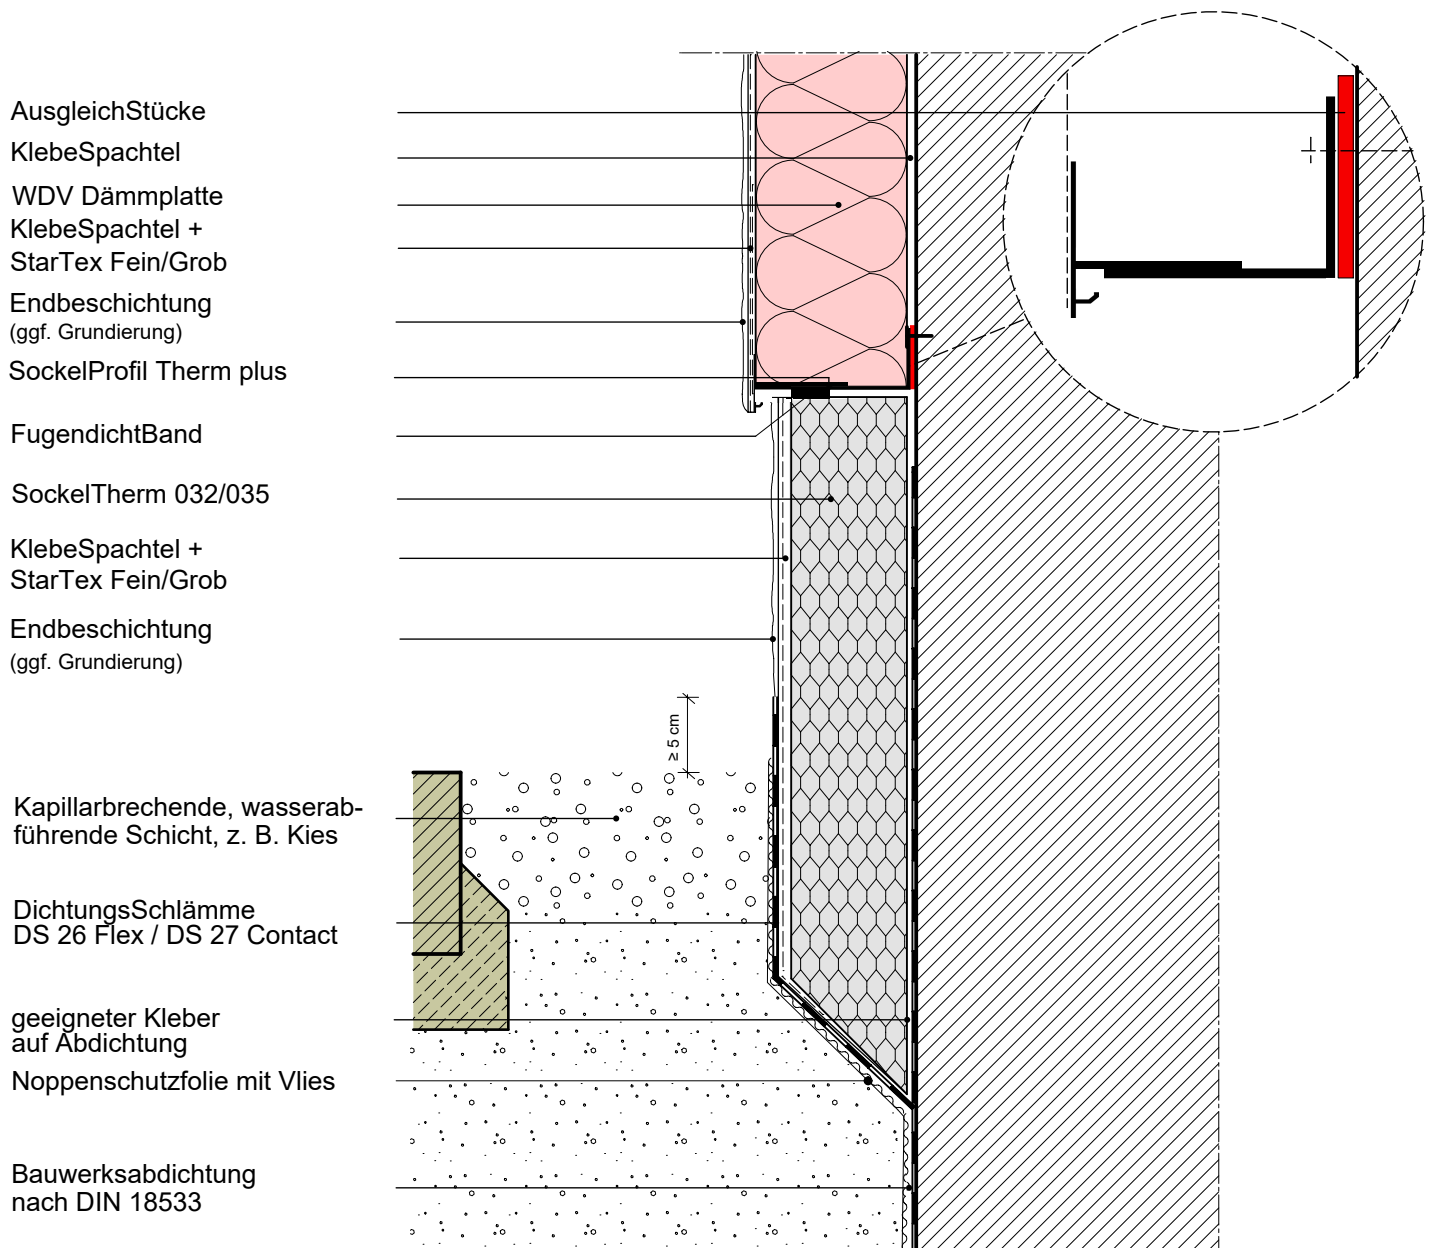 AusgleichStücke
KlebeSpachtel
WDV Dämmplatte
KlebeSpachtel +
StarTex Fein/Grob
Endbeschichtung
(ggf. Grundierung)
SockelProfil Therm plus
FugendichtBand
SockelTherm 032/035
KlebeSpachtel +
StarTex Fein/Grob
Endbeschichtung
(ggf. Grundierung)
≥ 5 cm
Kapillarbrechende, wasserab-
führende Schicht, z. B. Kies
DichtungsSchlämme
DS 26 Flex / DS 27 Contact
geeigneter Kleber
auf Abdichtung
Noppenschutzfolie mit Vlies
Bauwerksabdichtung
nach DIN 18533